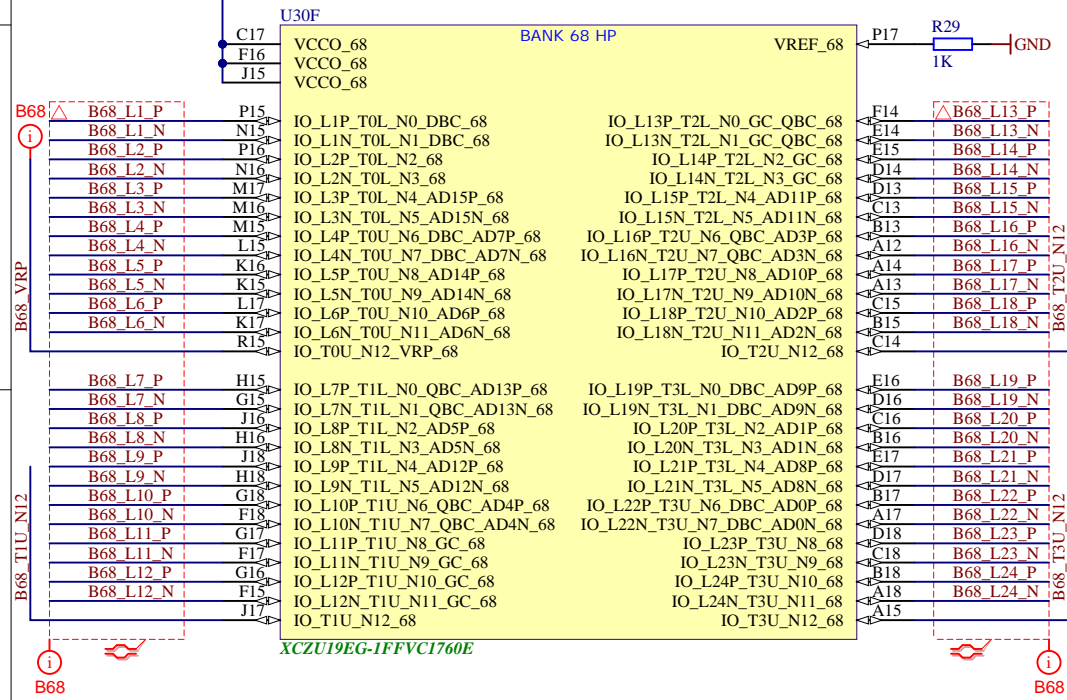 U30F
BANK 68 HP
C17 VCCO_68 VREF_68 P17 R29 GND
F16 VCCO_68 1K
J15 VCCO_68
B68 B68_L1_P P15 IO_L1P_T0L_N0_DBC_68 IO_L13P_T2L_N0_GC_QBC_68 F14 B68_L13_P
i B68_L1_N N15 IO_L1N_T0L_N1_DBC_68 IO_L13N_T2L_N1_GC_QBC_68 E14 B68_L13_N
B68_L2_P P16 IO_L2P_T0L_N2_68 IO_L14P_T2L_N2_GC_68 E15 B68_L14_P
B68_L2_N N16 IO_L2N_T0L_N3_68 IO_L14N_T2L_N3_GC_68 D14 B68_L14_N
B68_L3_P M17 IO_L3P_T0L_N4_AD15P_68 IO_L15P_T2L_N4_AD11P_68 D13 B68_L15_P
B68_L3_N M16 IO_L3N_T0L_N5_AD15N_68 IO_L15N_T2L_N5_AD11N_68 C13 B68_L15_N
B68_L4_P M15 IO_L4P_T0U_N6_DBC_AD7P_68 IO_L16P_T2U_N6_QBC_AD3P_68 B13 B68_L16_P
B68_L4_N L15 IO_L4N_T0U_N7_DBC_AD7N_68 IO_L16N_T2U_N7_QBC_AD3N_68 A12 B68_L16_N
B68_L5_P K16 IO_L5P_T0U_N8_AD14P_68 IO_L17P_T2U_N8_AD10P_68 A14 B68_L17_P
B68_L5_N K15 IO_L5N_T0U_N9_AD14N_68 IO_L17N_T2U_N9_AD10N_68 A13 B68_L17_N
B68_L6_P L17 IO_L6P_T0U_N10_AD6P_68 IO_L18P_T2U_N10_AD2P_68 C15 B68_L18_P
B68_L6_N K17 IO_L6N_T0U_N11_AD6N_68 IO_L18N_T2U_N11_AD2N_68 B15 B68_L18_N
R15 IO_T0U_N12_VRP_68 IO_T2U_N12_68 C14
B68_VRP
B68_T2U_N12
B68_L7_P H15 IO_L7P_T1L_N0_QBC_AD13P_68 IO_L19P_T3L_N0_DBC_AD9P_68 E16 B68_L19_P
B68_L7_N G15 IO_L7N_T1L_N1_QBC_AD13N_68 IO_L19N_T3L_N1_DBC_AD9N_68 D16 B68_L19_N
B68_L8_P J16 IO_L8P_T1L_N2_AD5P_68 IO_L20P_T3L_N2_AD1P_68 C16 B68_L20_P
B68_L8_N H16 IO_L8N_T1L_N3_AD5N_68 IO_L20N_T3L_N3_AD1N_68 B16 B68_L20_N
B68_L9_P J18 IO_L9P_T1L_N4_AD12P_68 IO_L21P_T3L_N4_AD8P_68 E17 B68_L21_P
B68_L9_N H18 IO_L9N_T1L_N5_AD12N_68 IO_L21N_T3L_N5_AD8N_68 D17 B68_L21_N
B68_L10_P G18 IO_L10P_T1U_N6_QBC_AD4P_68 IO_L22P_T3U_N6_DBC_AD0P_68 B17 B68_L22_P
B68_L10_N F18 IO_L10N_T1U_N7_QBC_AD4N_68 IO_L22N_T3U_N7_DBC_AD0N_68 A17 B68_L22_N
B68_L11_P G17 IO_L11P_T1U_N8_GC_68 IO_L23P_T3U_N8_68 D18 B68_L23_P
B68_L11_N F17 IO_L11N_T1U_N9_GC_68 IO_L23N_T3U_N9_68 C18 B68_L23_N
B68_L12_P G16 IO_L12P_T1U_N10_GC_68 IO_L24P_T3U_N10_68 B18 B68_L24_P
B68_L12_N F15 IO_L12N_T1U_N11_GC_68 IO_L24N_T3U_N11_68 A18 B68_L24_N
J17 IO_T1U_N12_68 IO_T3U_N12_68 A15
B68_T1U_N12
B68_T3U_N12
XCZU19EG-1FFVC1760E
i i
B68 B68